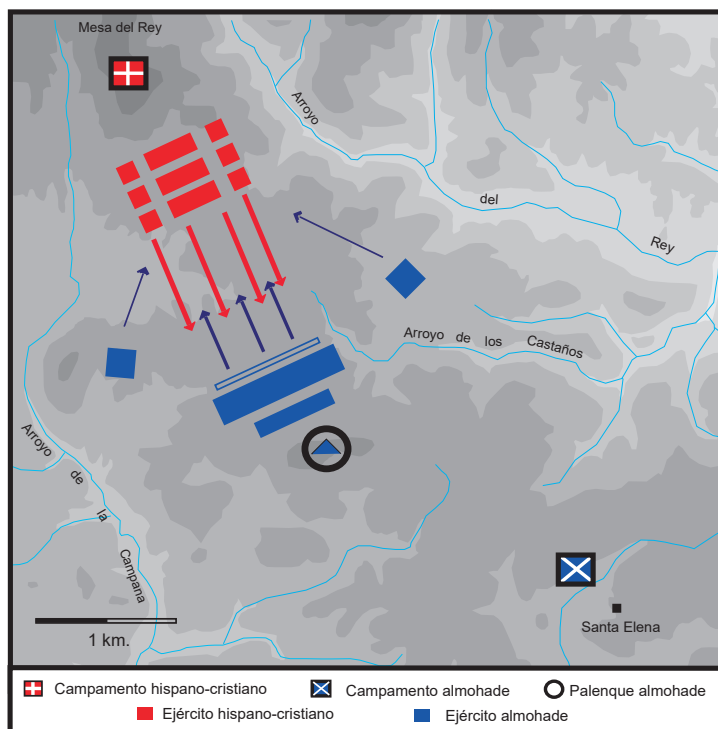 Mesa del Rey
Arroyo
del
Rey
Arroyo de los Castaños
Arroyo
de
la
Campana
Santa Elena
1 km.
Campamento hispano-cristiano
Campamento almohade
Palenque almohade
Ejército hispano-cristiano
Ejército almohade